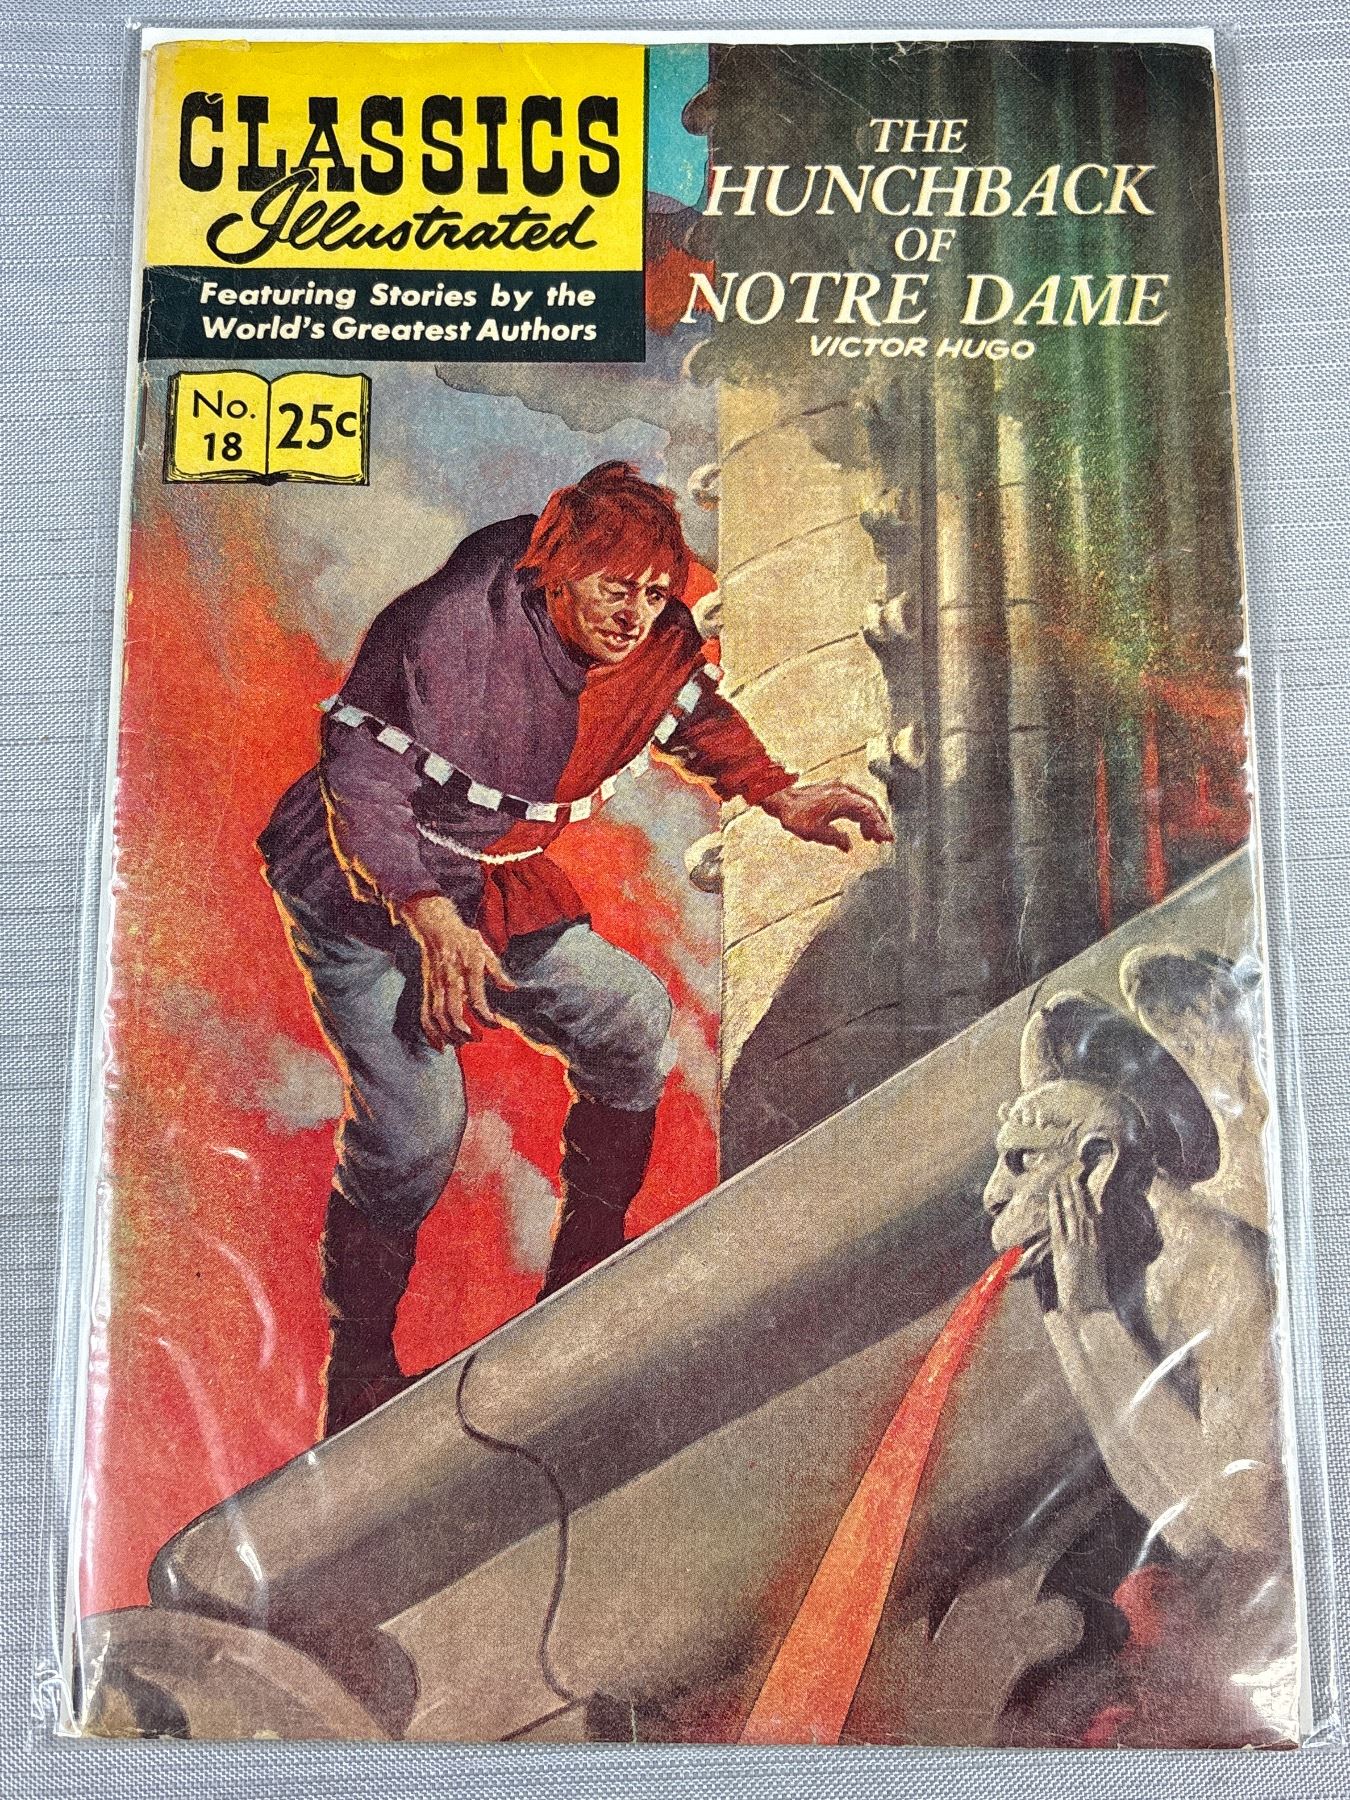 CLASSICS
Illustrated
Featuring Stories by the
World's Greatest Authors
No.
18
25c
THE
HUNCHBACK
OF
NOTRE DAME
VICTOR HUGO